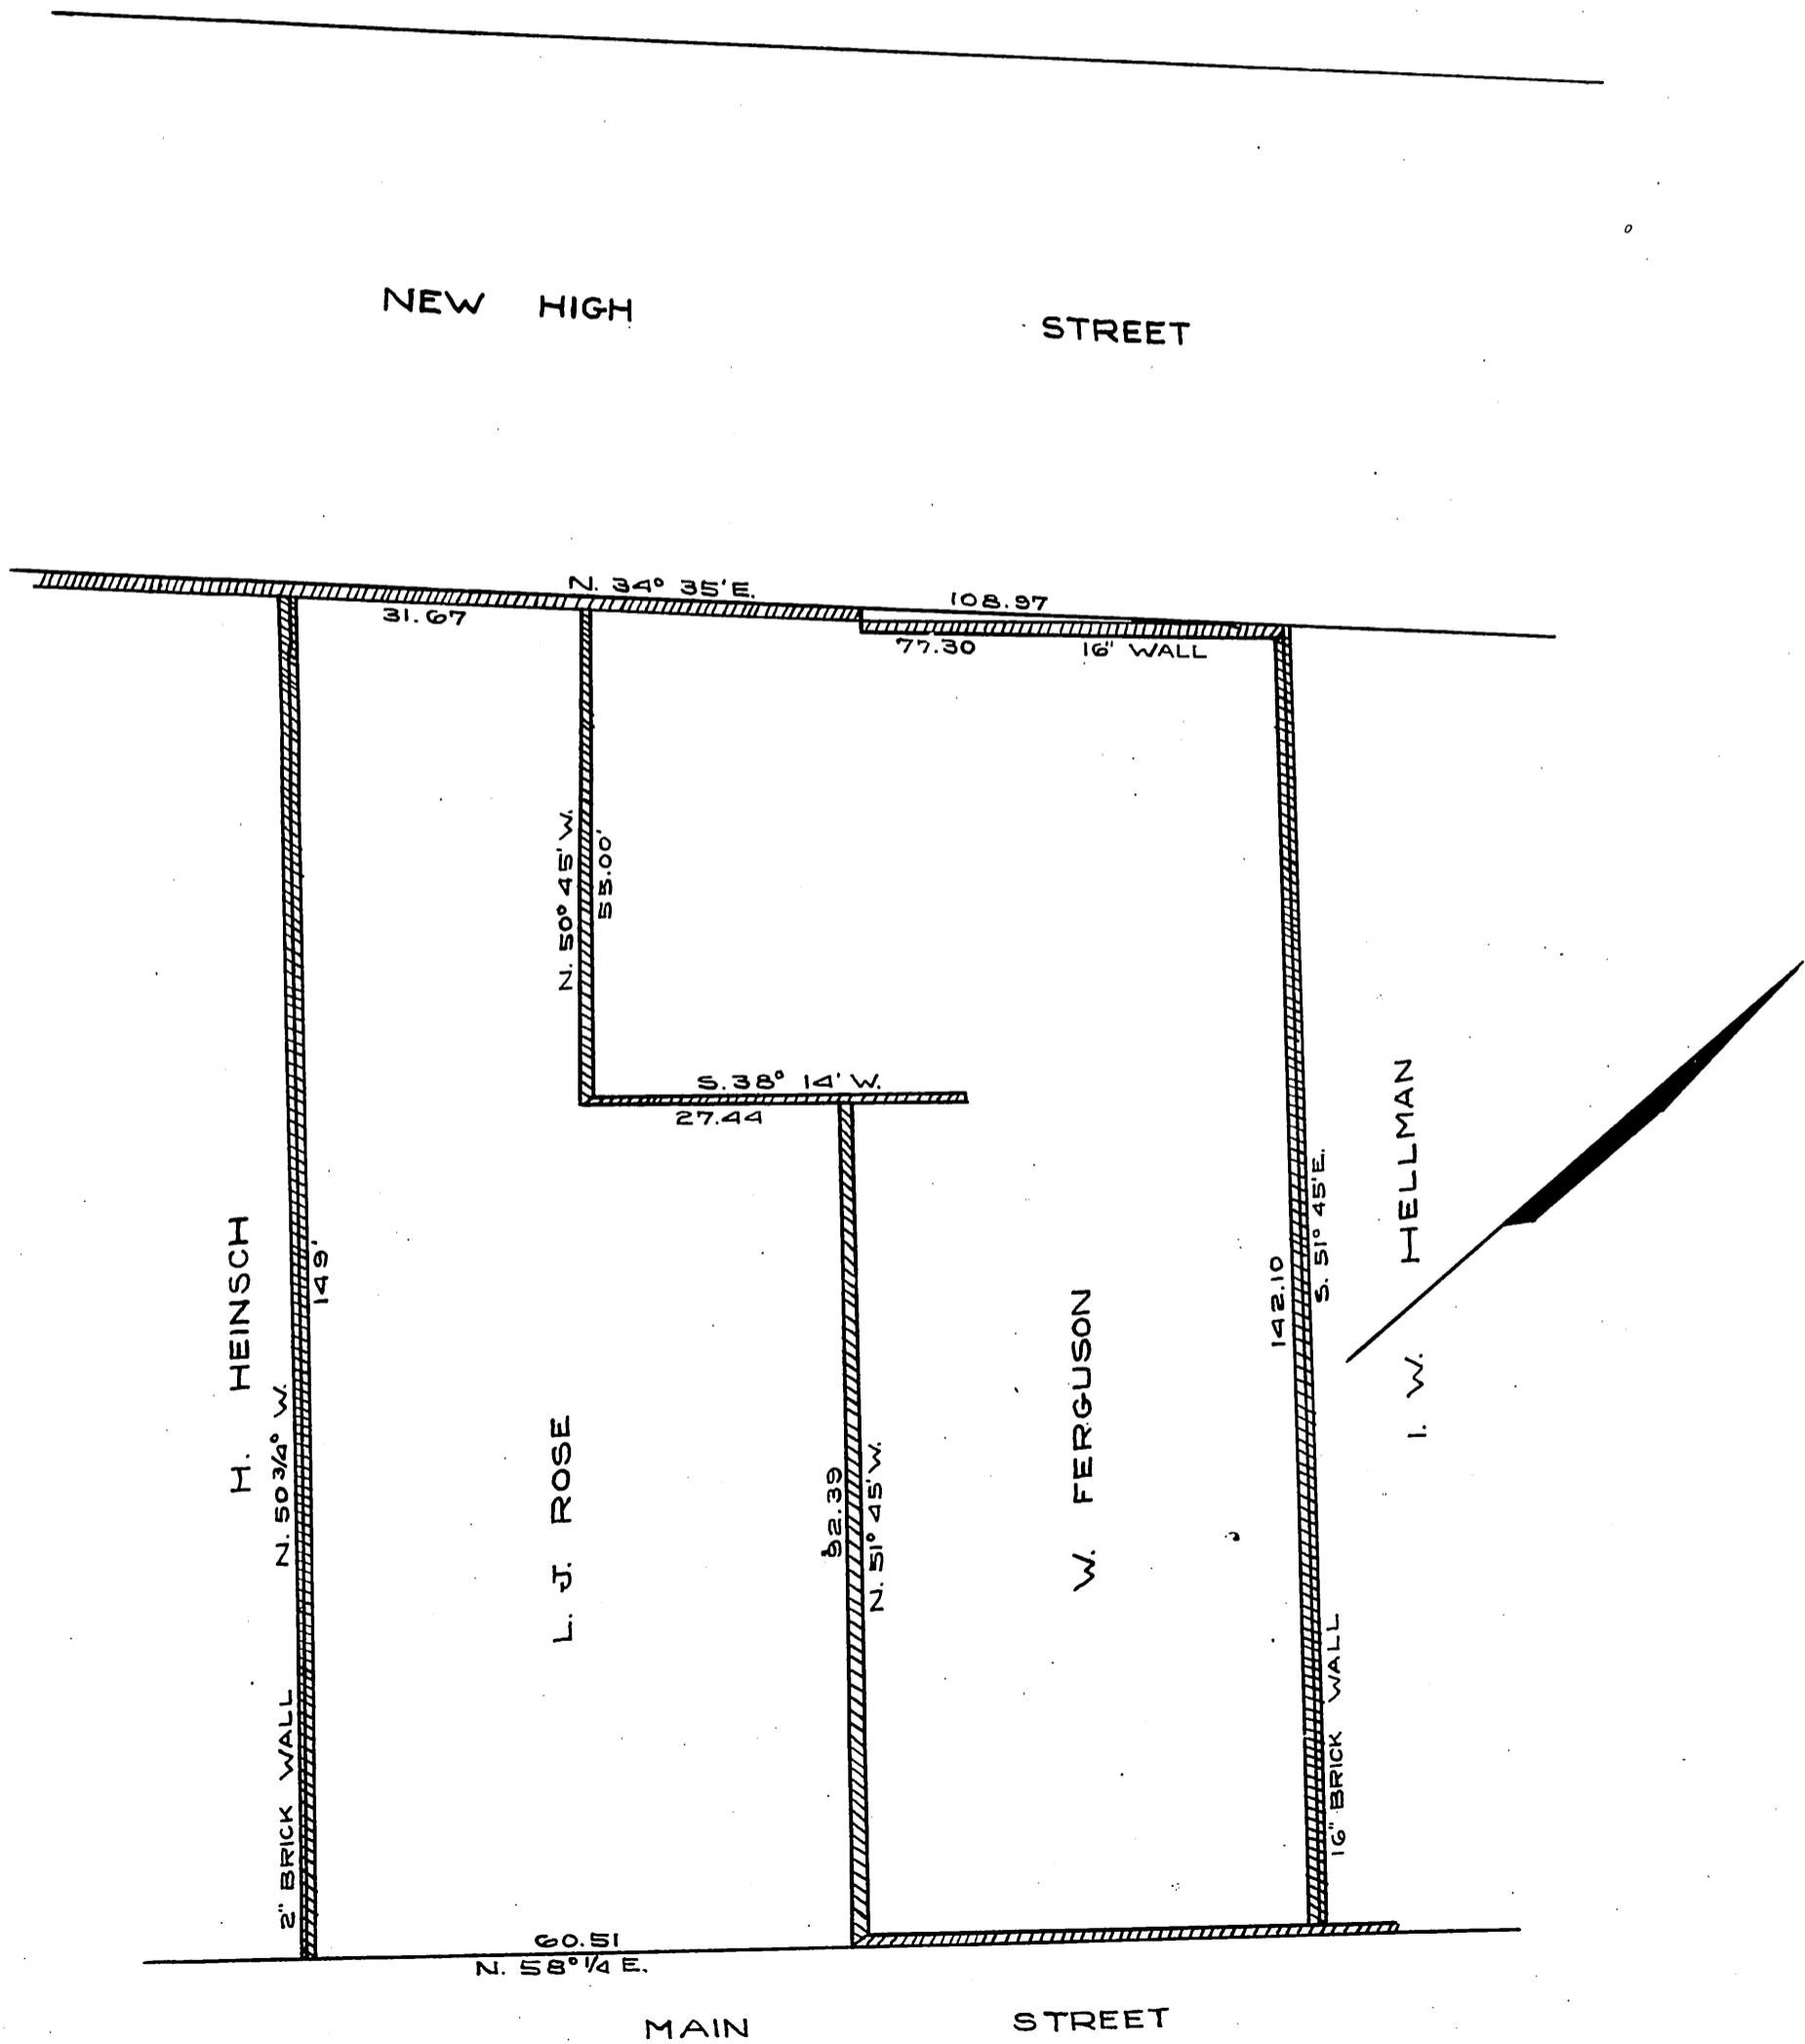 NEW HIGH STREET
N. 34° 35' E.
108.97
31.67
77.30
16" WALL
N. 50° 45' W.
55.00'
S. 38° 14' W.
27.44
H. HEINSCH
149'
N. 50 3/4° W.
2" BRICK WALL
L. J. ROSE
92.39
N. 51° 45' W.
W. FERGUSON
142.10
S. 51° 45' E.
16" BRICK WALL
I. W. HELLMAN
60.51
N. 58° 1/4 E.
MAIN STREET